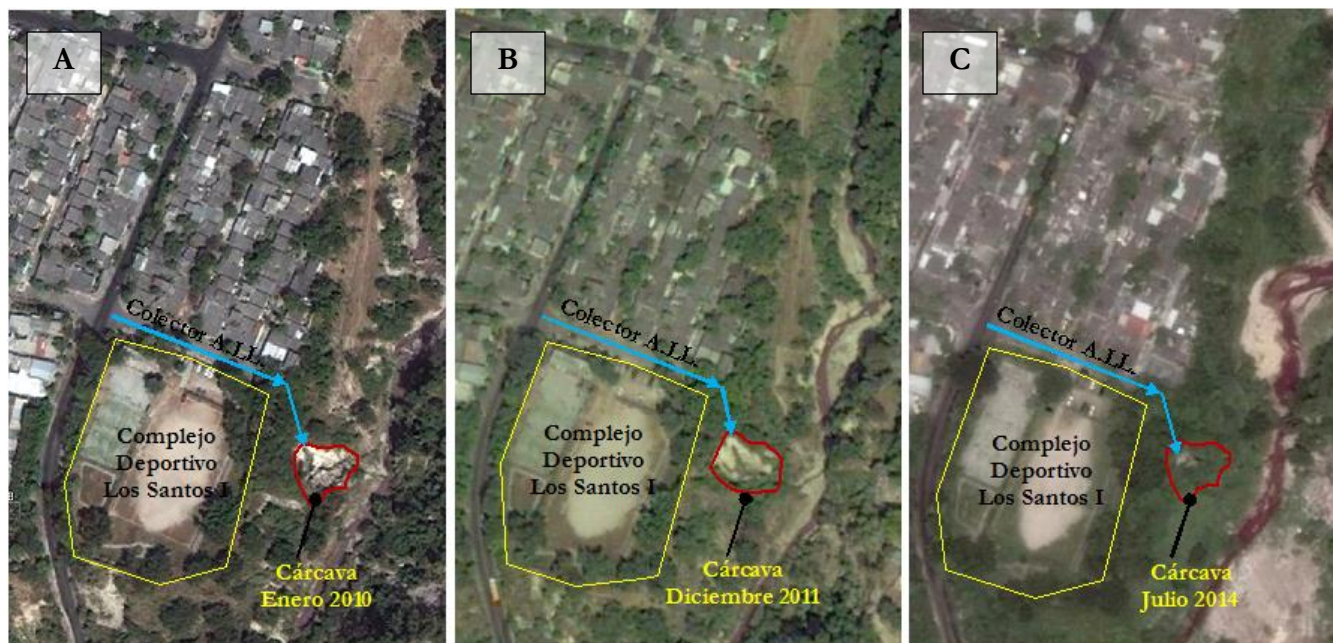 A
Colector A.LL.
Complejo
Deportivo
Los Santos I
Cárcava
Enero 2010
B
Colector A.LL.
Complejo
Deportivo
Los Santos I
Cárcava
Diciembre 2011
C
Colector A.LL.
Complejo
Deportivo
Los Santos I
Cárcava
Julio 2014